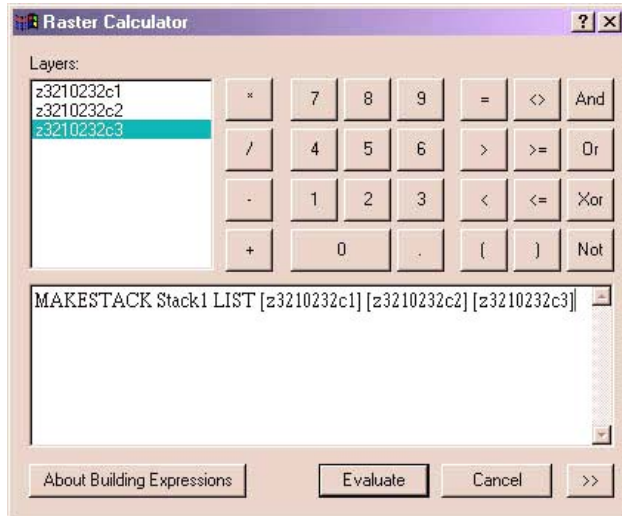 Raster Calculator
? ×
Layers:
z3210232c1
z3210232c2
z3210232c3
* 7 8 9 = <> And
/ 4 5 6 > >= Or
- 1 2 3 < <= Xor
+ 0 . ( ) Not
MAKESTACK Stack1 LIST [z3210232c1] [z3210232c2] [z3210232c3]
About Building Expressions Evaluate Cancel >>